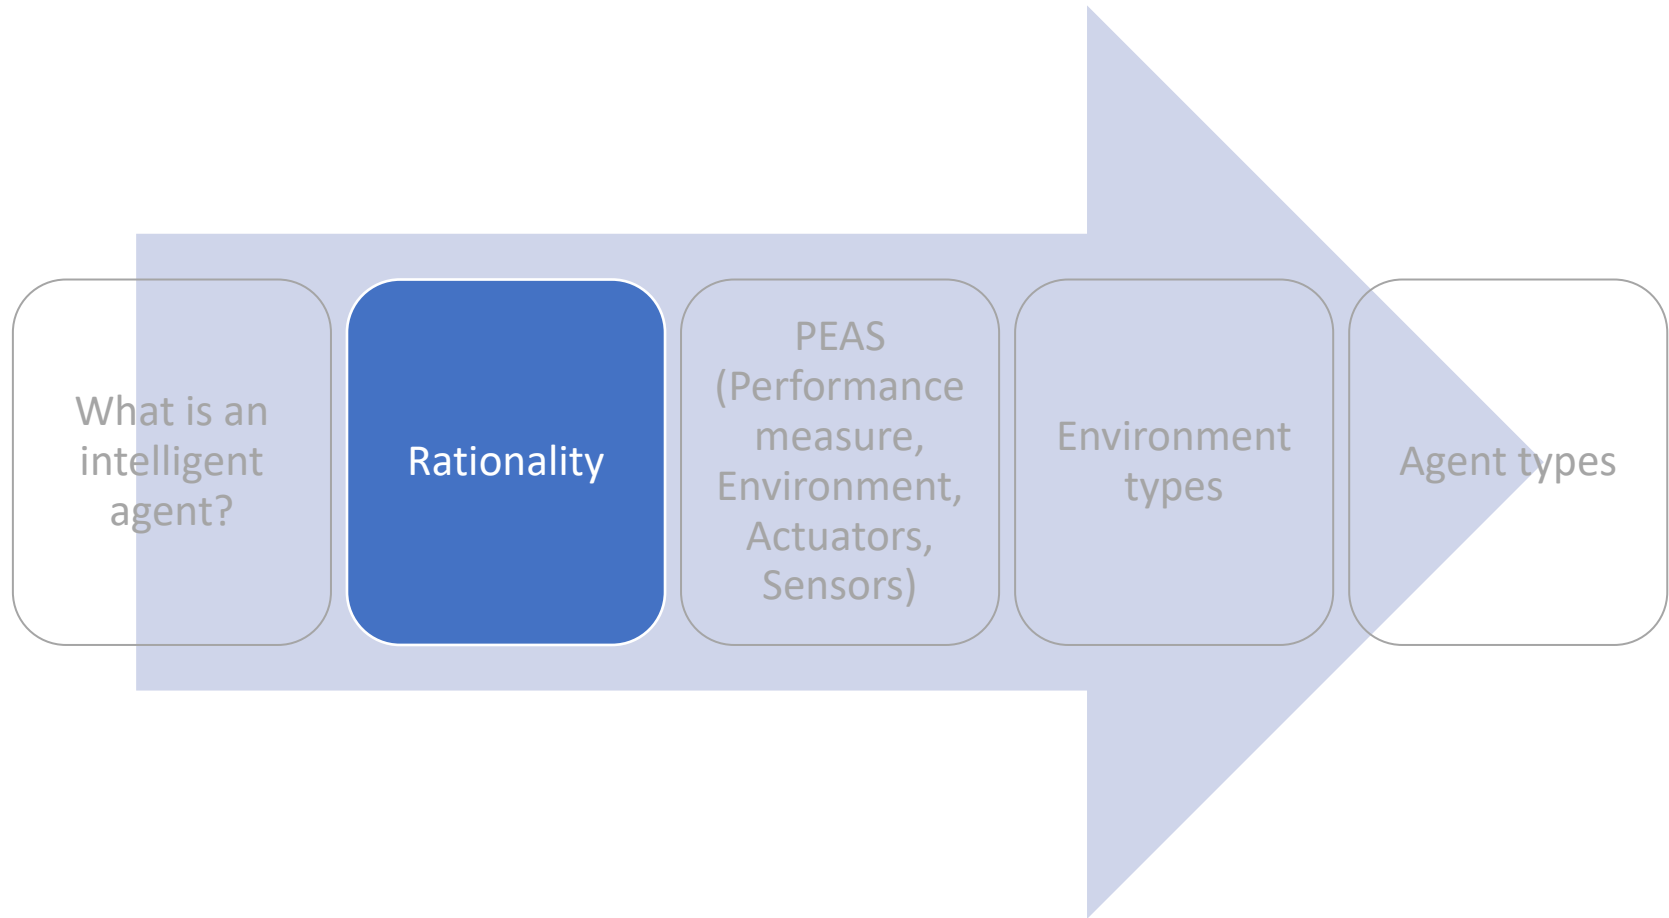 What is an
intelligent
agent?
Rationality
PEAS
(Performance
measure,
Environment,
Actuators,
Sensors)
Environment
types
Agent types